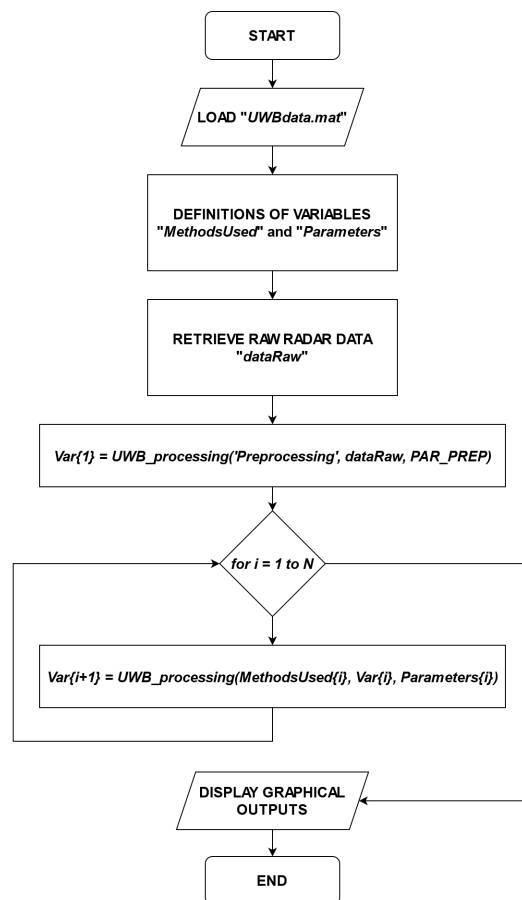 START
LOAD "UWBdata.mat"
DEFINITIONS OF VARIABLES
"MethodsUsed" and "Parameters"
RETRIEVE RAW RADAR DATA
"dataRaw"
Var{1} = UWB_processing('Preprocessing', dataRaw, PAR_PREP)
for i = 1 to N
Var{i+1} = UWB_processing(MethodsUsed{i}, Var{i}, Parameters{i})
DISPLAY GRAPHICAL
OUTPUTS
END